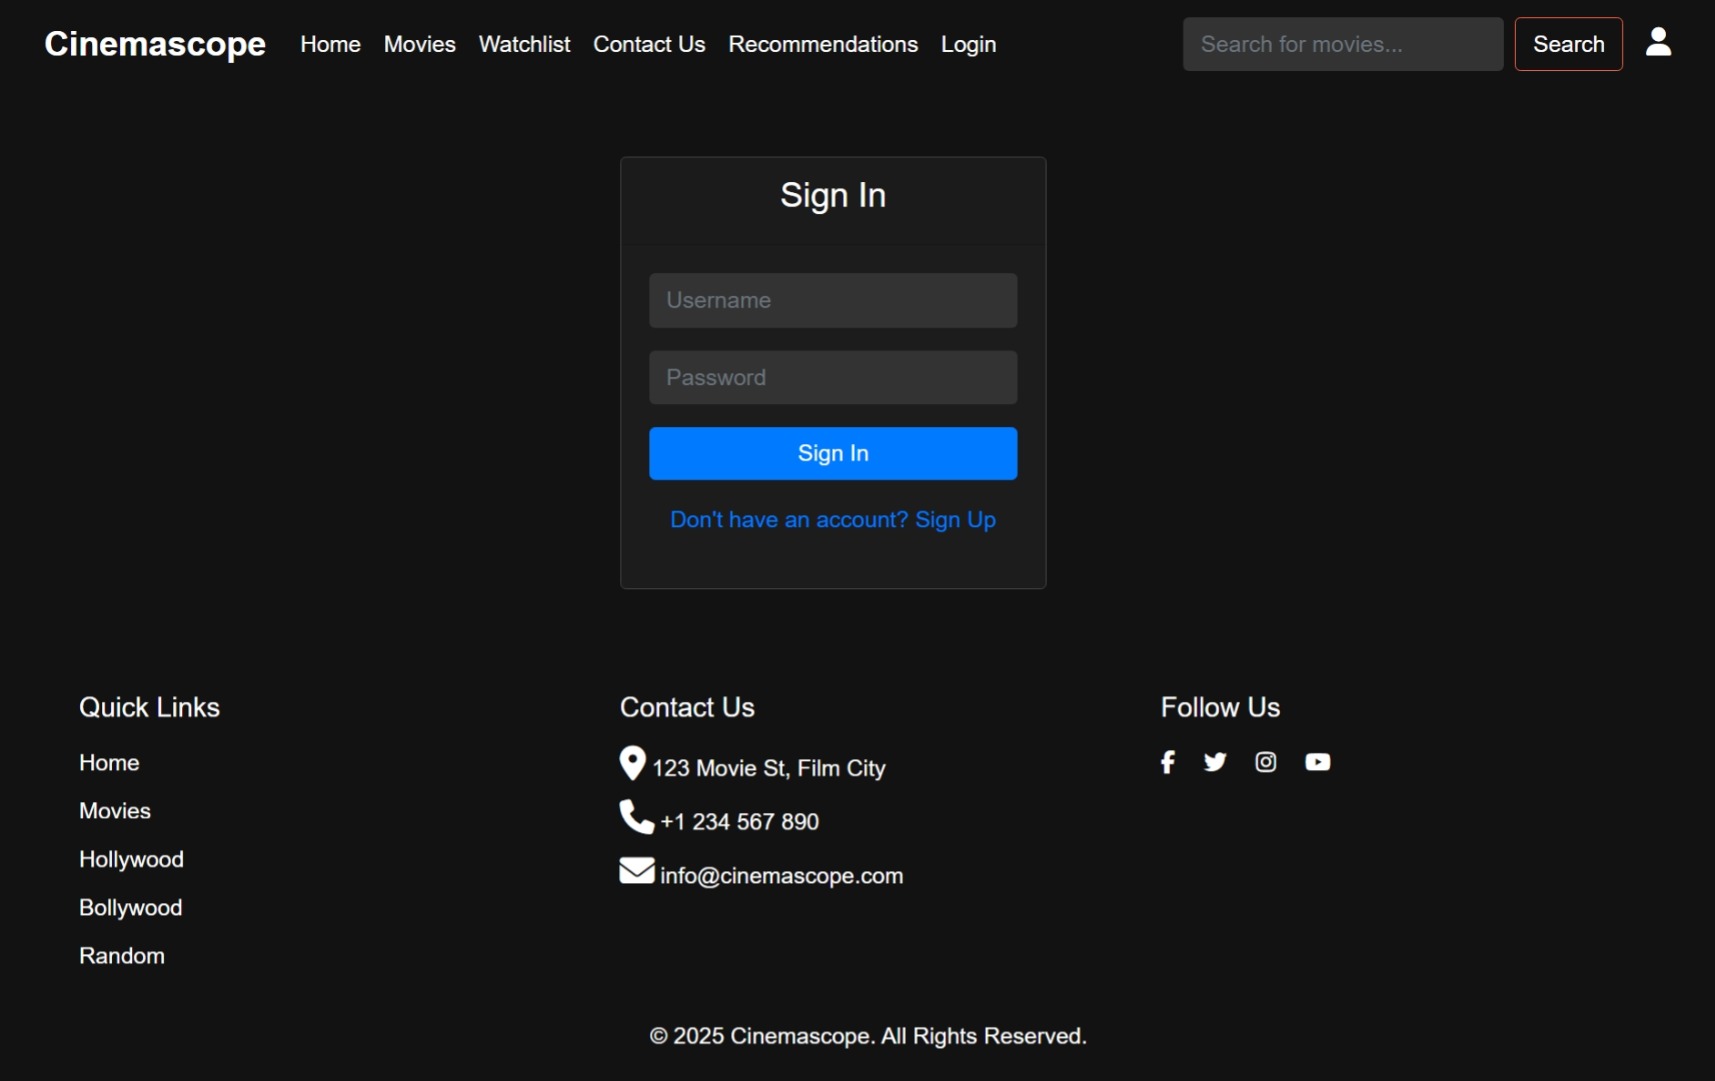 Cinemascope Home Movies Watchlist Contact Us Recommendations Login Search for movies... Search
Sign In
Username
Password
Sign In
Don't have an account? Sign Up
Quick Links
Home
Movies
Hollywood
Bollywood
Random
Contact Us
123 Movie St, Film City
+1 234 567 890
info@cinemascope.com
Follow Us
© 2025 Cinemascope. All Rights Reserved.